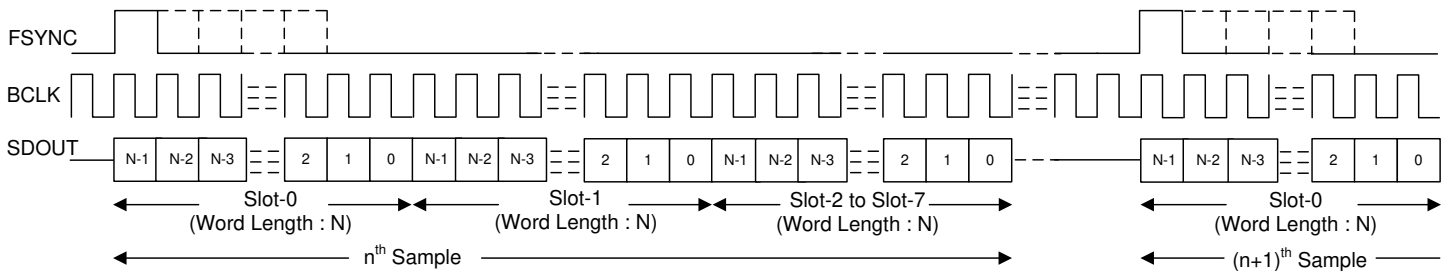 FSYNC
BCLK
SDOUT N-1 N-2 N-3 2 1 0 N-1 N-2 N-3 2 1 0 N-1 N-2 N-3 2 1 0 N-1 N-2 N-3 2 1 0
Slot-0 Slot-1 Slot-2 to Slot-7 Slot-0
(Word Length : N) (Word Length : N) (Word Length : N) (Word Length : N)
nth Sample (n+1)th Sample